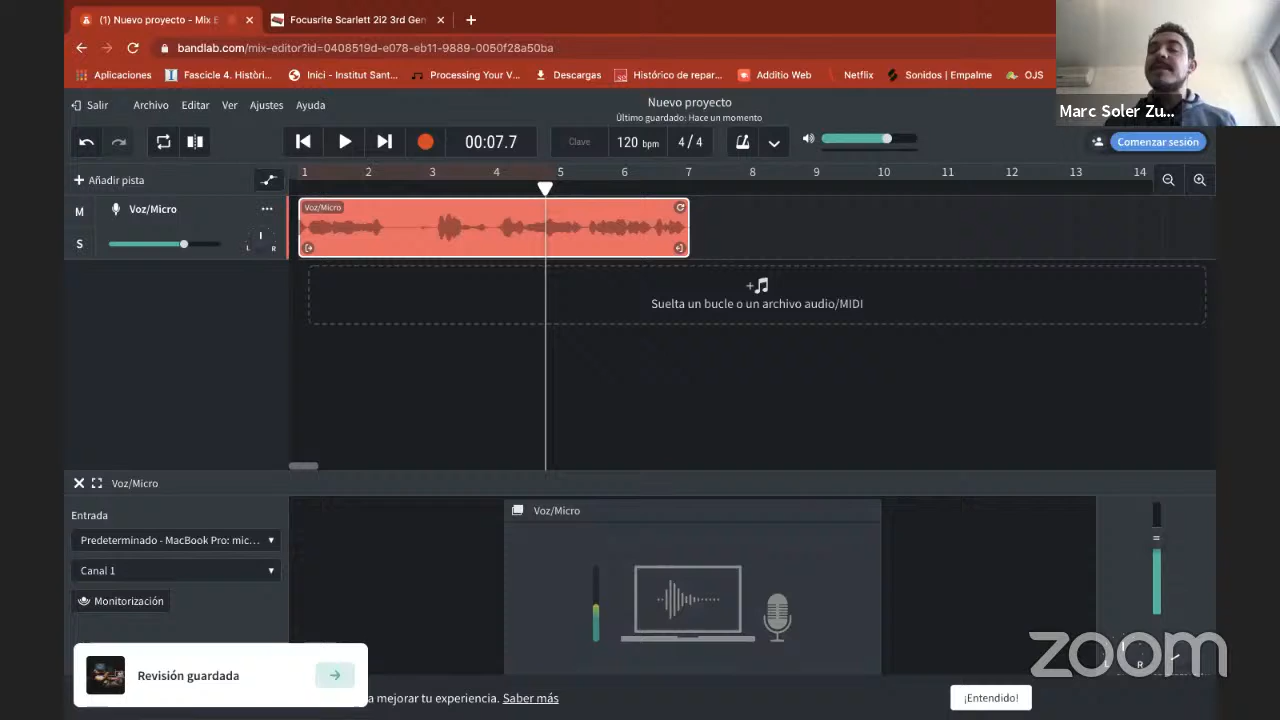 (1) Nuevo proyecto - Mix E
Focusrite Scarlett 2i2 3rd Gen
bandlab.com/mix-editor?id=0408519d-e078-eb11-9889-0050f28a50ba
Aplicaciones
Fascicle 4. Històri...
Inici - Institut Sant...
Processing Your V...
Descargas
Histórico de repar...
Additio Web
Netflix
Sonidos | Empalme
OJS
Marc Soler Zu...
Salir
Archivo
Editar
Ver
Ajustes
Ayuda
Nuevo proyecto
Último guardado: Hace un momento
00:07.7
Clave
120 bpm
4 / 4
Comenzar sesión
+ Añadir pista
1 2 3 4 5 6 7 8 9 10 11 12 13 14
M
Voz/Micro
...
S
L R
Voz/Micro
Suelta un bucle o un archivo audio/MIDI
Voz/Micro
Entrada
Predeterminado - MacBook Pro: mic...
Canal 1
Monitorización
Voz/Micro
L R
Revisión guardada
a mejorar tu experiencia. Saber más
¡Entendido!
zoom